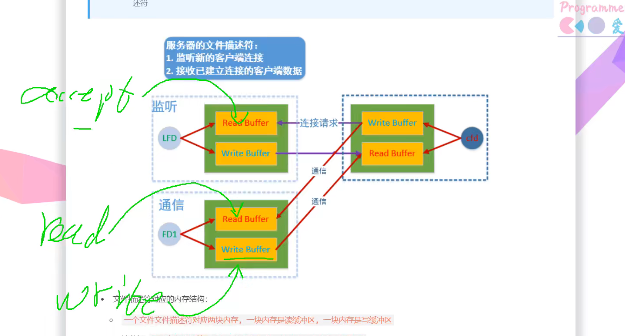 述符
Programme
爱
服务器的文件描述符：
1. 监听新的客户端连接
2. 接收已建立连接的客户端数据
accept
监听
LFD
Read Buffer
Write Buffer
连接请求
Write Buffer
Read Buffer
通信
通信
通信
FD1
Read Buffer
Write Buffer
read
write
文件描述符对应的内存结构：
一个文件文件描述符对应两块内存，一块内存是读缓冲区，一块内存是写缓冲区